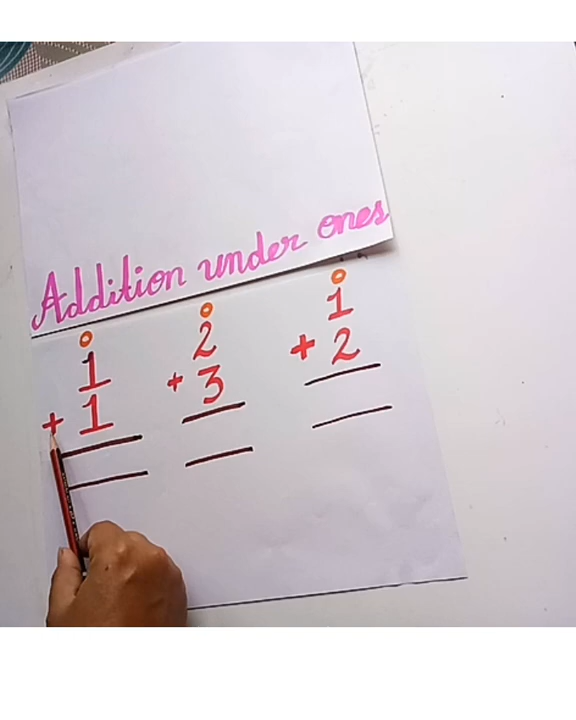 Addition under ones
O O O
1 2 1
+ 1 + 3 + 2